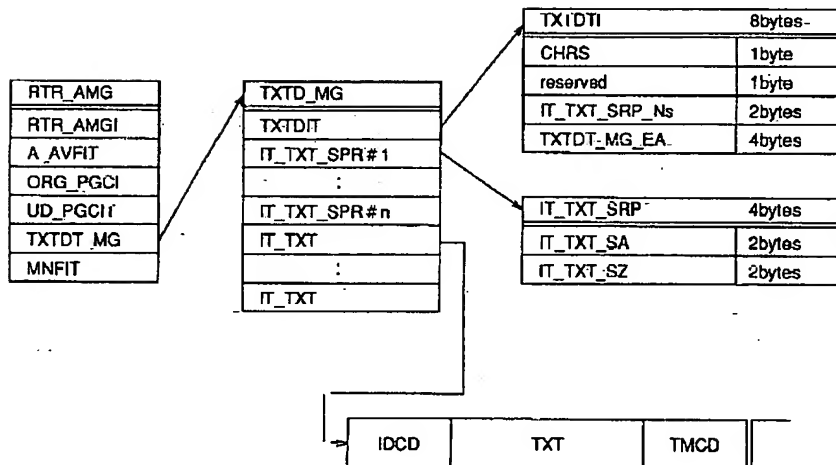 RTR_AMG
RTR_AMGI
A_AVFIT
ORG_PGCI
UD_PGCIT
TXTDT_MG
MNFIT
TXTD_MG
TXTDIT
IT_TXT_SPR#1
:
IT_TXT_SPR#n
IT_TXT
:
IT_TXT
TXTDTI 8bytes
CHRS 1byte
reserved 1byte
IT_TXT_SRP_Ns 2bytes
TXTDT_MG_EA 4bytes
IT_TXT_SRP 4bytes
IT_TXT_SA 2bytes
IT_TXT_SZ 2bytes
IDCD TXT TMCD